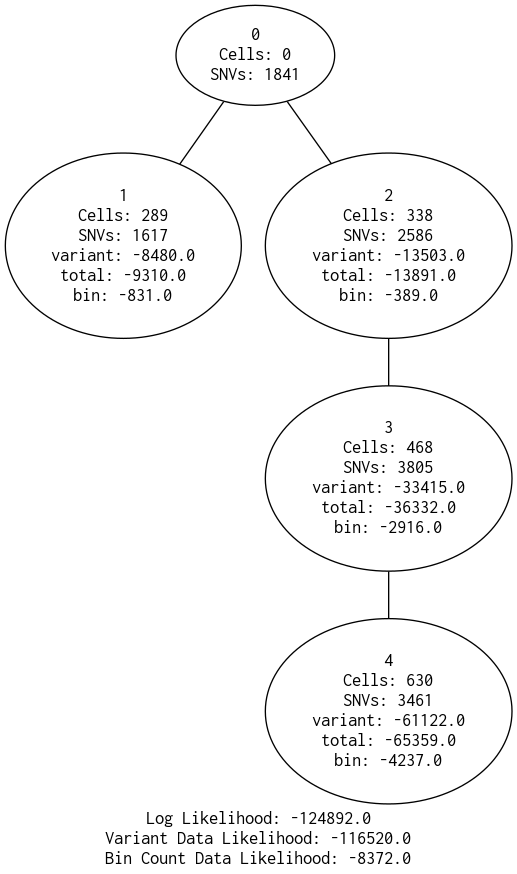 0
Cells: 0
SNVs: 1841
1
Cells: 289
SNVs: 1617
variant: -8480.0
total: -9310.0
bin: -831.0
2
Cells: 338
SNVs: 2586
variant: -13503.0
total: -13891.0
bin: -389.0
3
Cells: 468
SNVs: 3805
variant: -33415.0
total: -36332.0
bin: -2916.0
4
Cells: 630
SNVs: 3461
variant: -61122.0
total: -65359.0
bin: -4237.0
Log Likelihood: -124892.0
Variant Data Likelihood: -116520.0
Bin Count Data Likelihood: -8372.0